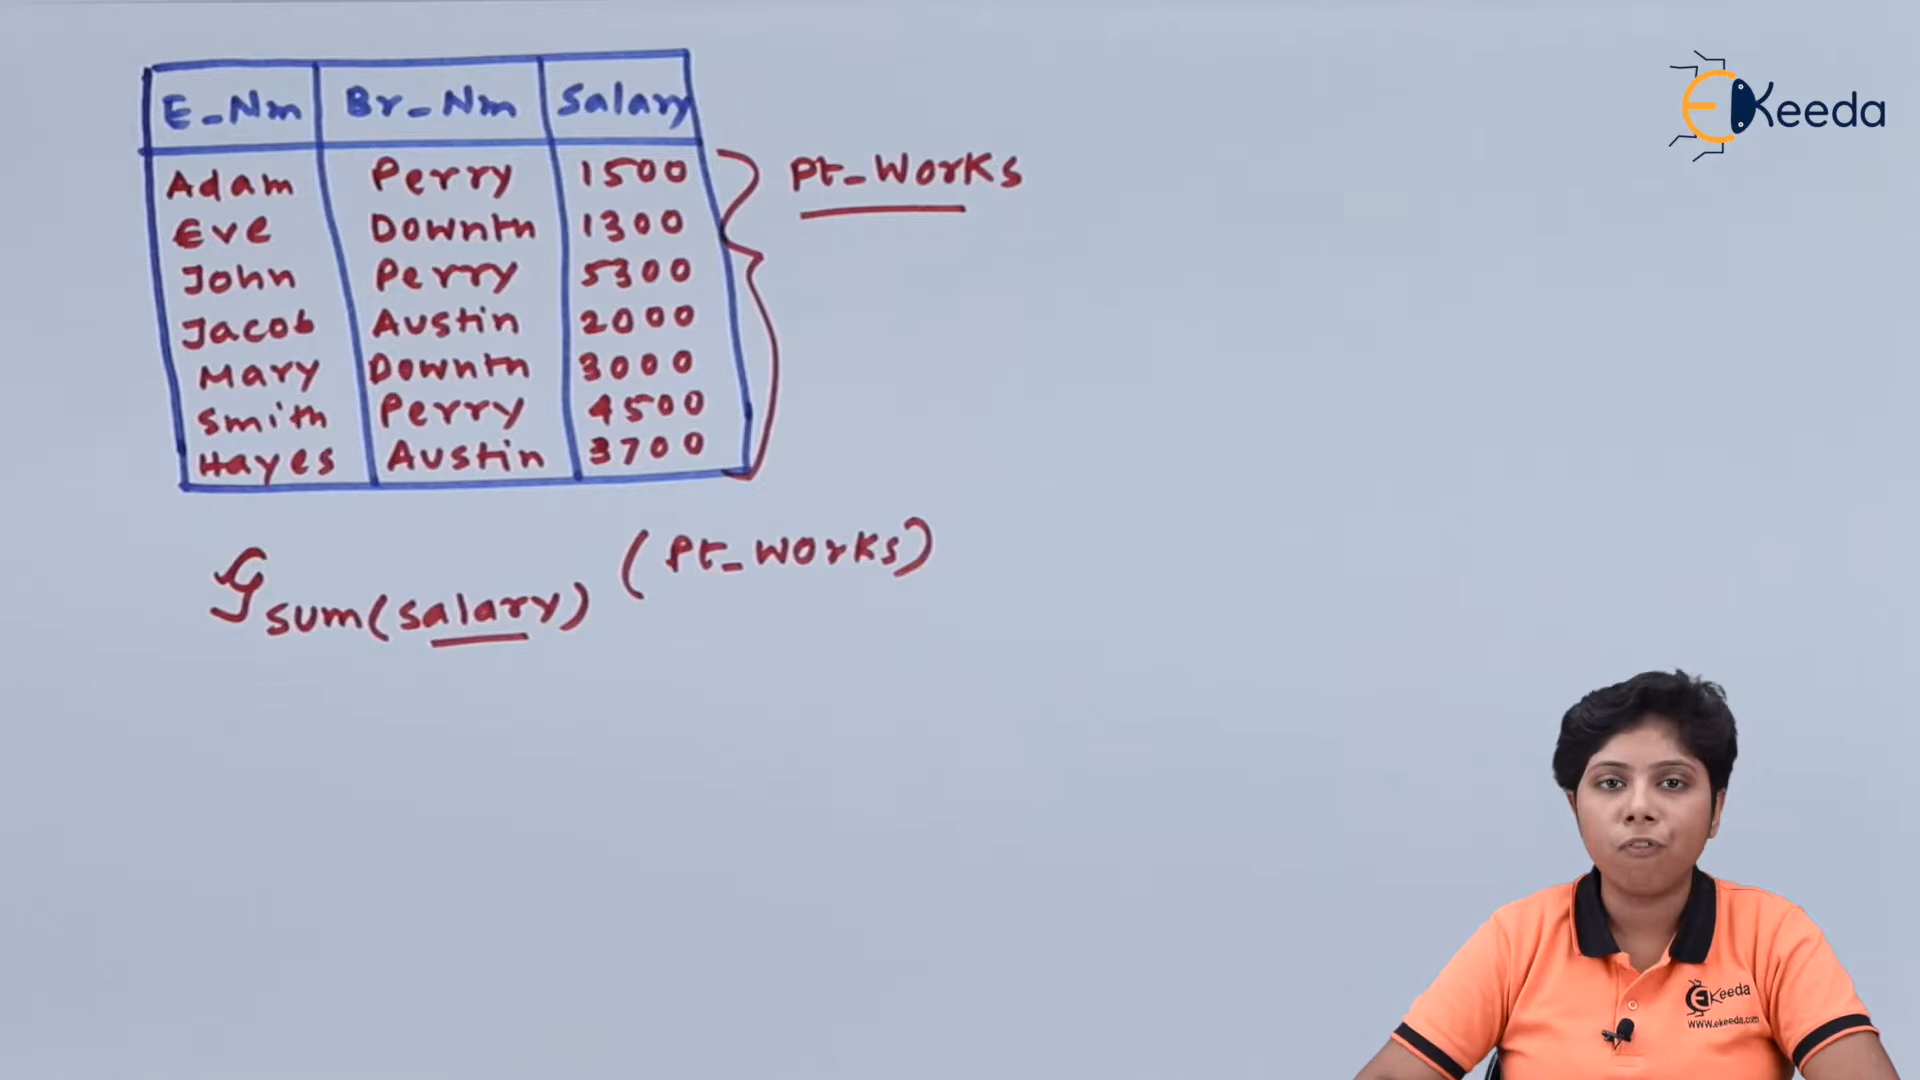 E_Nm Br_Nm Salary
Adam Perry 1500
Eve Downtn 1300
John Perry 5300
Jacob Austin 2000
Mary Downtn 3000
Smith Perry 4500
Hayes Austin 3700
Pt_Works
G sum(salary) (Pt_Works)
EKeeda
EKeeda
www.ekeeda.com